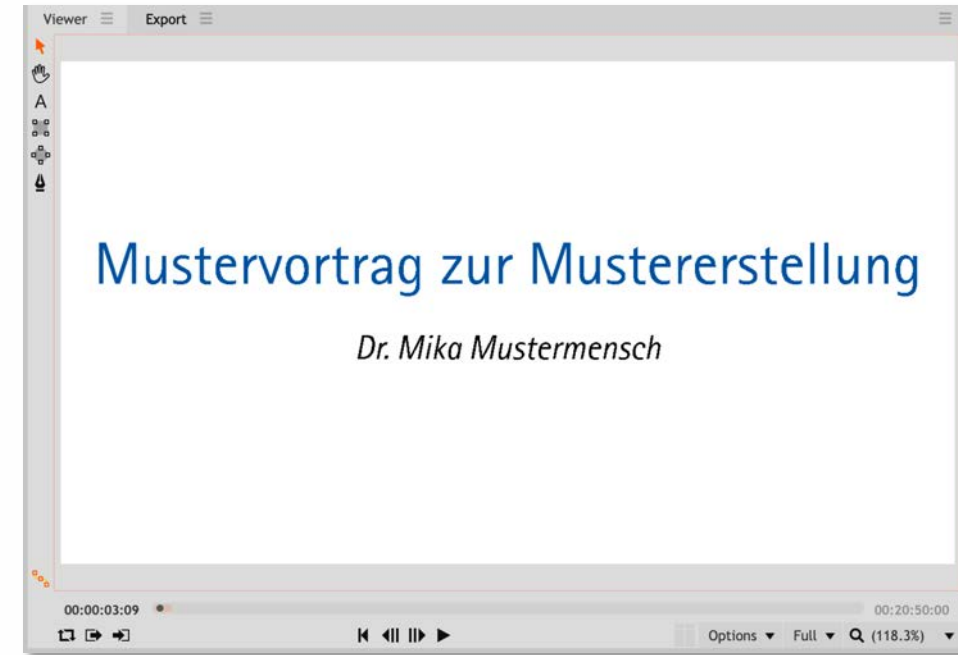 Viewer Export
A
Mustervortrag zur Mustererstellung
Dr. Mika Mustermensch
00:00:03:09 00:20:50:00
Options Full (118.3%)